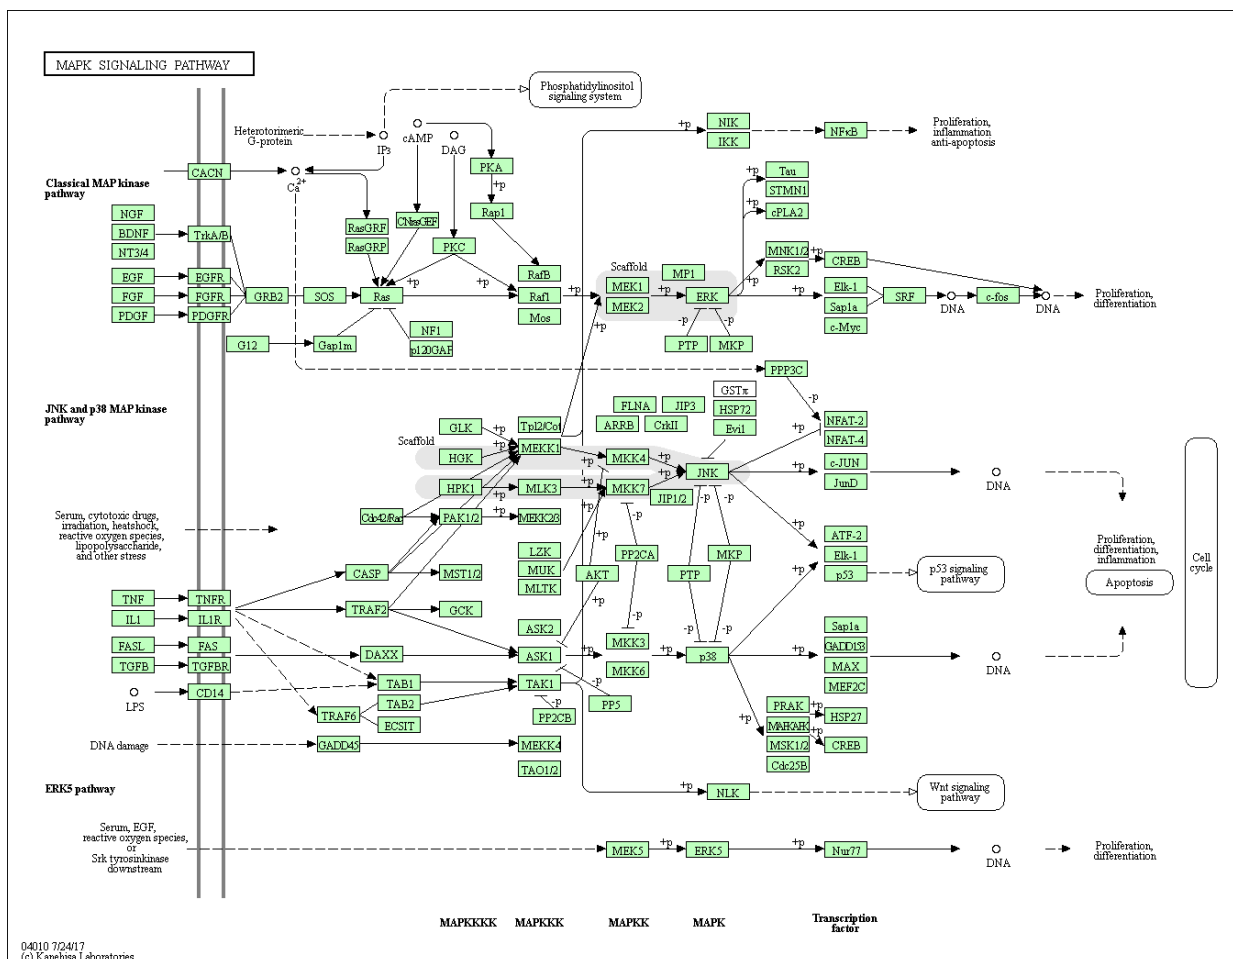 MAPK SIGNALING PATHWAY
Phosphatidylinositol
signaling system
Heterotorimeric
G-protein
IP3
cAMP
DAG
CACN
Ca2+
PKA
+p
Rap1
NIK
IKK
+p
NFκB
Proliferation,
inflammation
anti-apoptosis
Classical MAP kinase
pathway
NGF
BDNF
NT3/4
TrkA/B
EGF
EGFR
FGF
FGFR
PDGF
PDGFR
GRB2
SOS
RasGRF
RasGRP
CNrasGEF
PKC
Ras
+p
+p
RafB
Raf1
Mos
+p
G12
Gap1m
NF1
p120GAP
Scaffold
MEK1
MEK2
MP1
+p
ERK
-p
-p
PTP
MKP
+p
Tau
STMN1
+p
cPLA2
MNK1/2
RSK2
+p
+p
CREB
+p
Elk-1
Sap1a
c-Myc
SRF
DNA
c-fos
DNA
Proliferation,
differentiation
PPP3C
-p
JNK and p38 MAP kinase
pathway
GLK
HGK
HPK1
Scaffold
+p
+p
+p
Tpl2/Cot
MEKK1
MLK3
+p
FLNA
JIP3
ARRB
CrkII
GSTπ
HSP72
Evi1
MKK4
MKK7
+p
+p
+p
+p
JNK
JIP1/2
NFAT-2
NFAT-4
+p
c-JUN
JunD
+p
DNA
Cell
cycle
Serum, cytotoxic drugs,
irradiation, heatshock,
reactive oxygen species,
lipopolysaccharide,
and other stress
Cdc42/Rac
PAK1/2
+p
MEKK2/3
LZK
MUK
MLTK
+p
AKT
-p
PP2CA
-p
PTP
-p
-p
MKP
+p
ATF-2
Elk-1
p53
+p
p53 signaling
pathway
Proliferation,
differentiation,
inflammation
Apoptosis
TNF
TNFR
IL1
IL1R
FASL
FAS
TGFB
TGFBR
LPS
CD14
CASP
MST1/2
TRAF2
GCK
DAXX
ASK2
ASK1
+p
+p
MKK3
MKK6
+p
-p
-p
p38
Sap1a
GADD153
MAX
MEF2C
+p
DNA
TAB1
TAB2
ECSIT
TRAF6
TAK1
-p
PP2CB
-p
PP5
+p
PRAK
MAPKAPK
MSK1/2
Cdc25B
+p
+p
HSP27
CREB
DNA damage
GADD45
MEKK4
TAO1/2
+p
NLK
Wnt signaling
pathway
ERK5 pathway
Serum, EGF,
reactive oxygen species,
or
Srk tyrosinkinase
downstream
MEK5
+p
ERK5
+p
Nur77
DNA
Proliferation,
differentiation
MAPKKKK
MAPKKK
MAPKK
MAPK
Transcription
factor
04010 7/24/17
(c) Kanehisa Laboratories